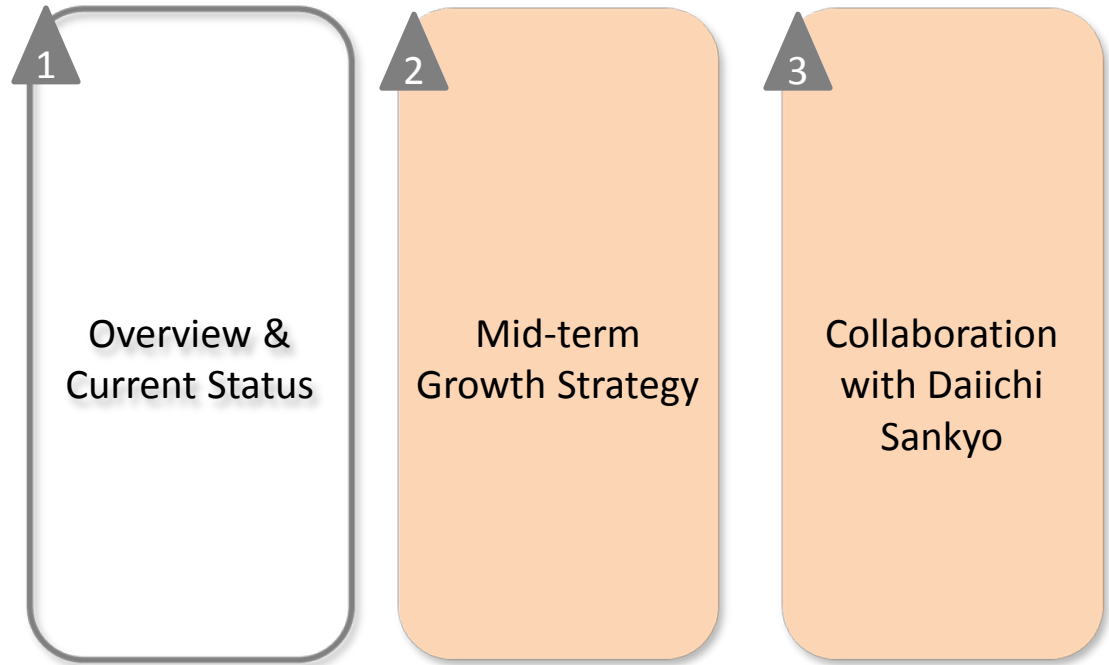 1
Overview &
Current Status
2
Mid-term
Growth Strategy
3
Collaboration
with Daiichi
Sankyo